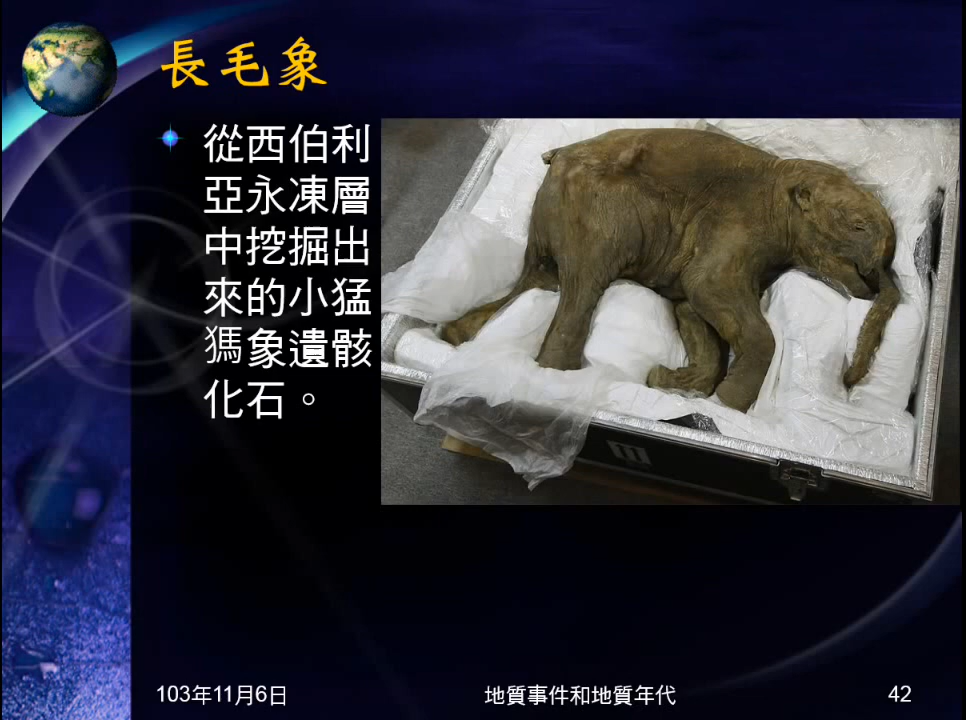 長毛象
從西伯利
亞永凍層
中挖掘出
來的小猛
獁象遺骸
化石。
103年11月6日
地質事件和地質年代
42